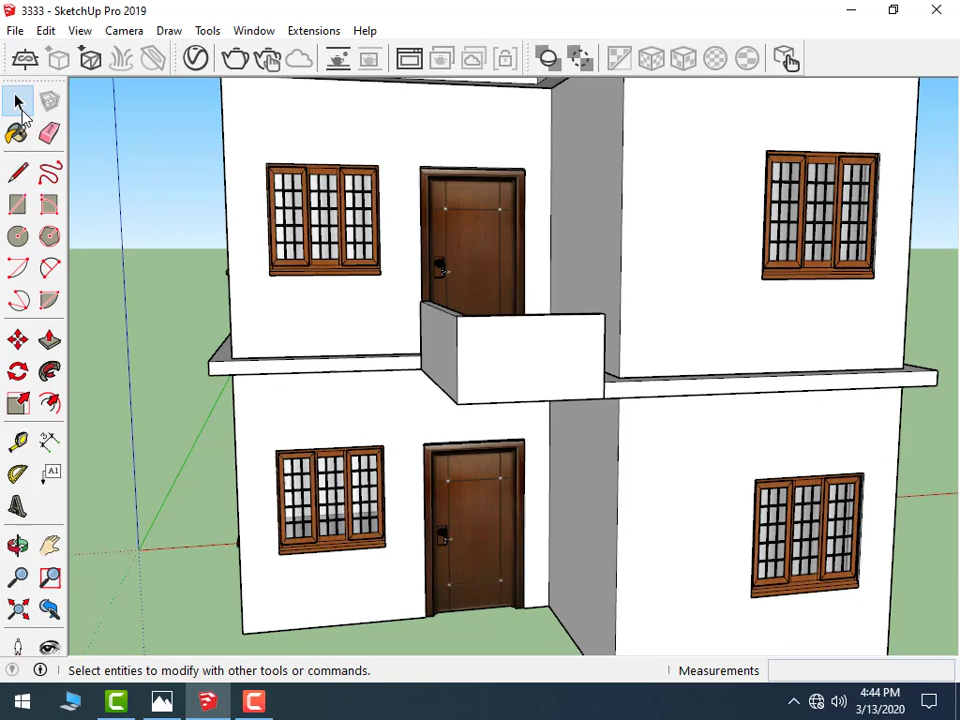 3333 - SketchUp Pro 2019
File Edit View Camera Draw Tools Window Extensions Help
AI
Select entities to modify with other tools or commands.
Measurements
4:44 PM
3/13/2020